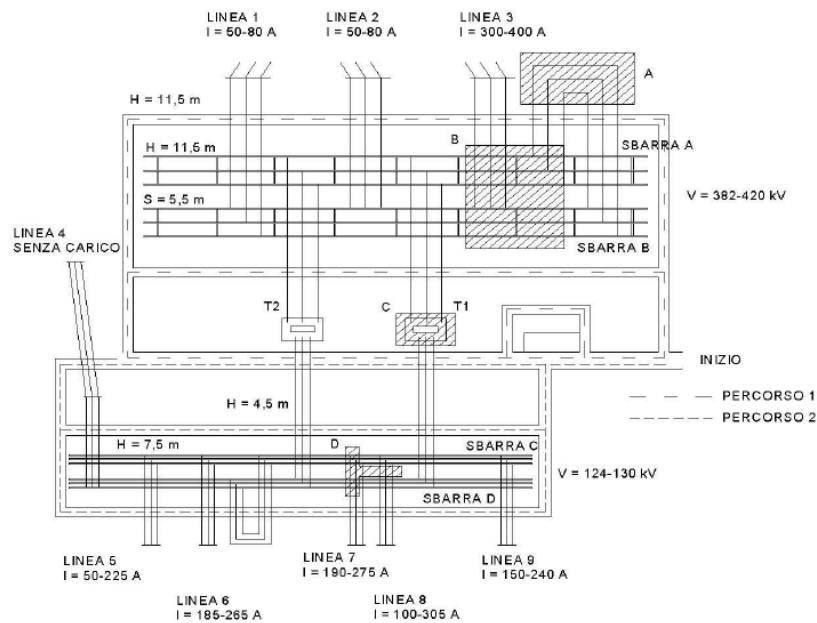 LINEA 1
I = 50-80 A
LINEA 2
I = 50-80 A
LINEA 3
I = 300-400 A
A
H = 11,5 m
B
H = 11,5 m
SBARRA A
S = 5,5 m
V = 382-420 kV
LINEA 4
SENZA CARICO
SBARRA B
T2
C
T1
INIZIO
PERCORSO 1
H = 4,5 m
PERCORSO 2
H = 7,5 m
D
SBARRA C
V = 124-130 kV
SBARRA D
LINEA 5
I = 50-225 A
LINEA 6
I = 185-265 A
LINEA 7
I = 190-275 A
LINEA 8
I = 100-305 A
LINEA 9
I = 150-240 A